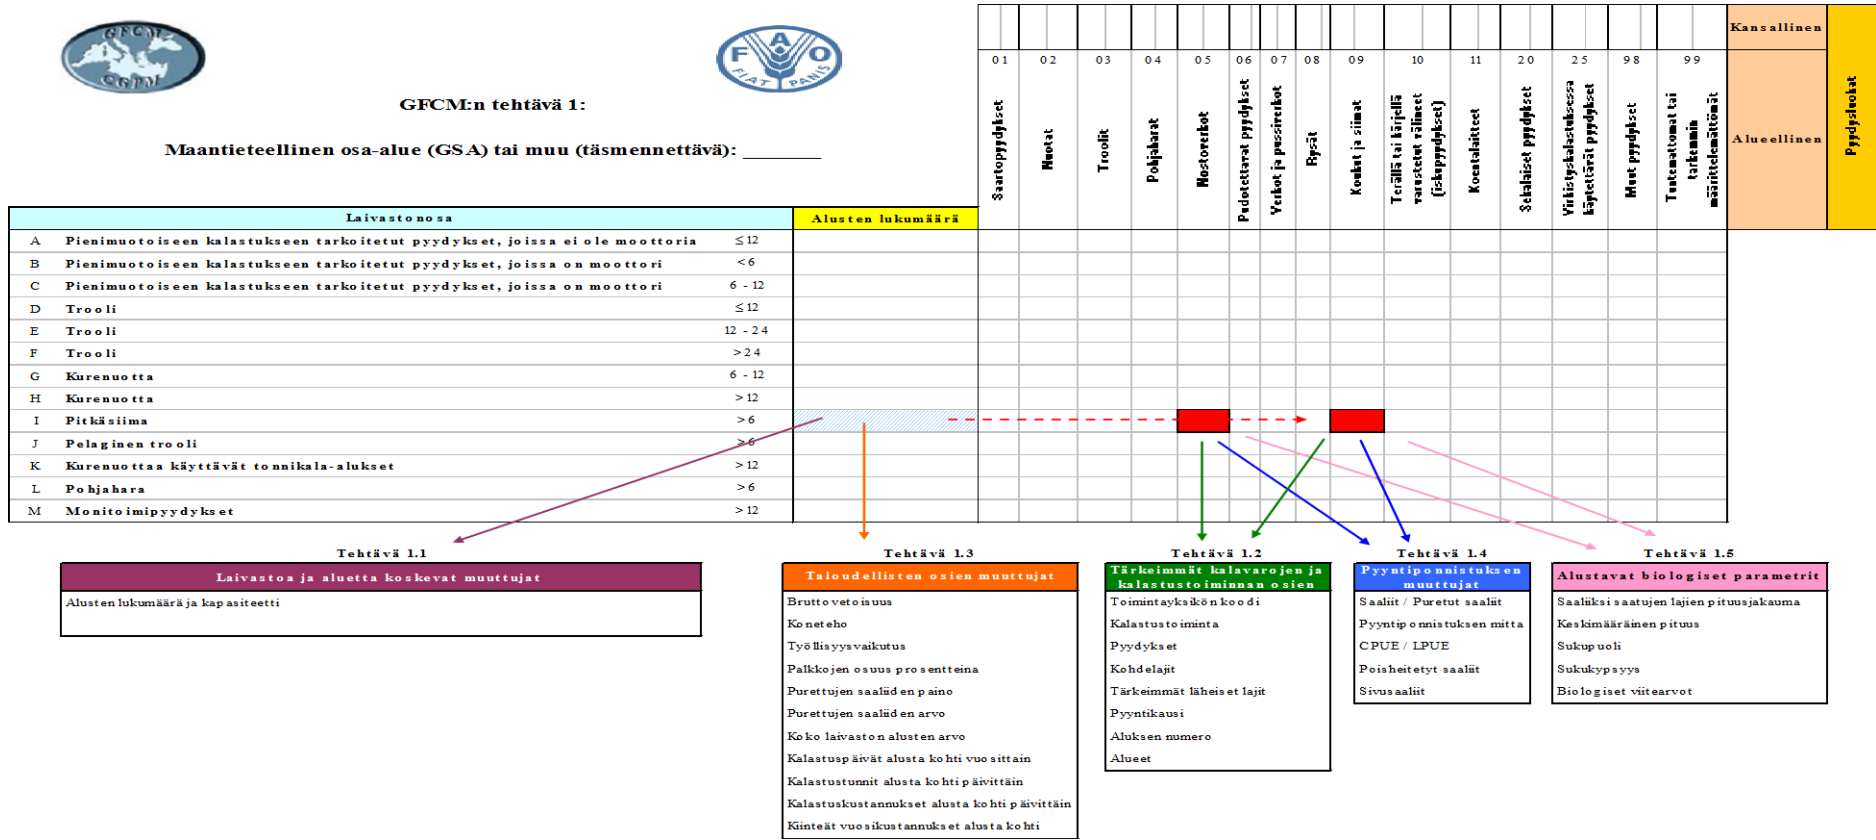 GFCM
CGPM
F A O
FIAT PANIS
GFCM:n tehtävä 1:
Maantieteellinen osa-alue (GSA) tai muu (täsmennettävä): ________
Kansallinen
Alueellinen
Pyydysluokat
01 02 03 04 05 06 07 08 09 10 11 20 25 98 99
Saartopyydykset
Nuotat
Troolit
Pohjaharat
Nostoverkot
Pudotettavat pyydykset
Verkot ja pussiverkot
Rysät
Koukut ja siimat
Terällä tai kärjellä
varustetut välineet
(iskupyydykset)
Koentalaitteet
Sekalaiset pyydykset
Virkistyskalastuksessa
käytettävät pyydykset
Muut pyydykset
Tuntemattomat tai
tarkemmin
määrittelemättömät
Laivastonosa Alusten lukumäärä
A Pienimuotoiseen kalastukseen tarkoitetut pyydykset, joissa ei ole moottoria ≤12
B Pienimuotoiseen kalastukseen tarkoitetut pyydykset, joissa on moottori <6
C Pienimuotoiseen kalastukseen tarkoitetut pyydykset, joissa on moottori 6 - 12
D Trooli ≤12
E Trooli 12 - 24
F Trooli >24
G Kurenuotta 6 - 12
H Kurenuotta >12
I Pitkäsiima >6
J Pelaginen trooli >6
K Kurenuottaa käyttävät tonnikala-alukset >12
L Pohjahara >6
M Monitoimipyydykset >12
Tehtävä 1.1
Laivastoa ja aluetta koskevat muuttujat
Alusten lukumäärä ja kapasiteetti
Tehtävä 1.3
Taloudellisten osien muuttujat
Bruttovetoisuus
Koneteho
Työllisyysvaikutus
Palkkojen osuus prosentteina
Purettujen saaliiden paino
Purettujen saaliiden arvo
Koko laivaston alusten arvo
Kalastuspäivät alusta kohti vuosittain
Kalastustunnit alusta kohti päivittäin
Kalastuskustannukset alusta kohti päivittäin
Kiinteät vuosikustannukset alusta kohti
Tehtävä 1.2
Tärkeimmät kalavarojen ja
kalastustoiminnan osien
Toimintayksikön koodi
Kalastustoiminta
Pyydykset
Kohdelajit
Tärkeimmät läheiset lajit
Pyyntikausi
Aluksen numero
Alueet
Tehtävä 1.4
Pyyntiponnistuksen
muuttujat
Saaliit / Puretut saaliit
Pyyntiponnistuksen mitta
CPUE / LPUE
Poisheitetyt saaliit
Sivusaaliit
Tehtävä 1.5
Alustavat biologiset parametrit
Saaliiksi saatujen lajien pituusjakauma
Keskimääräinen pituus
Sukupuoli
Sukukypsyys
Biologiset viitearvot